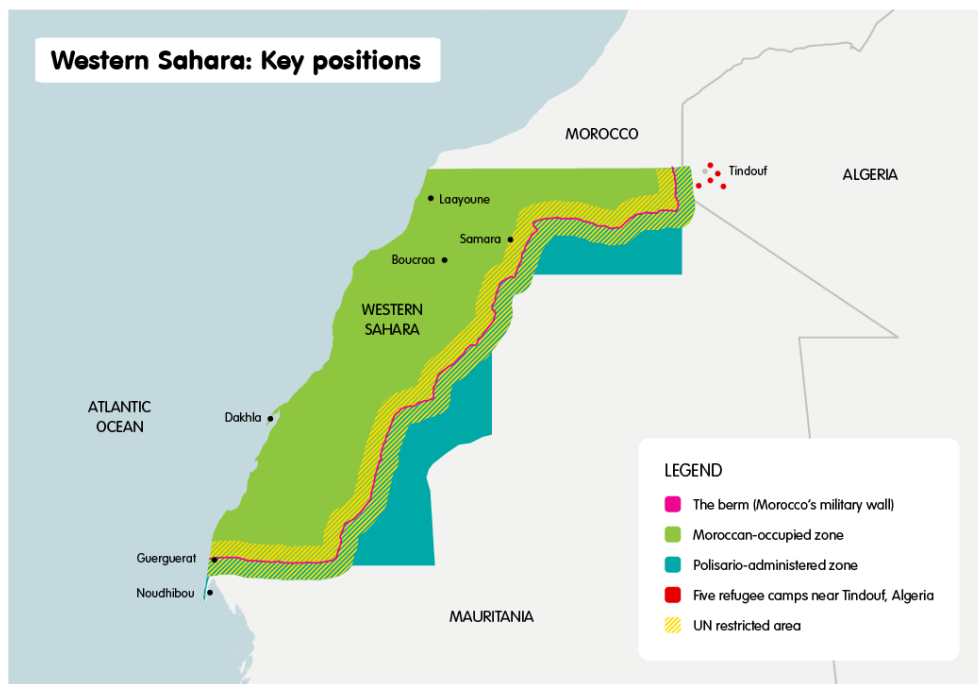 Western Sahara: Key positions
MOROCCO
Tindouf
ALGERIA
Laayoune
Samara
Boucraa
WESTERN
SAHARA
ATLANTIC
OCEAN
Dakhla
Guerguerat
Noudhibou
MAURITANIA
LEGEND
The berm (Morocco's military wall)
Moroccan-occupied zone
Polisario-administered zone
Five refugee camps near Tindouf, Algeria
UN restricted area